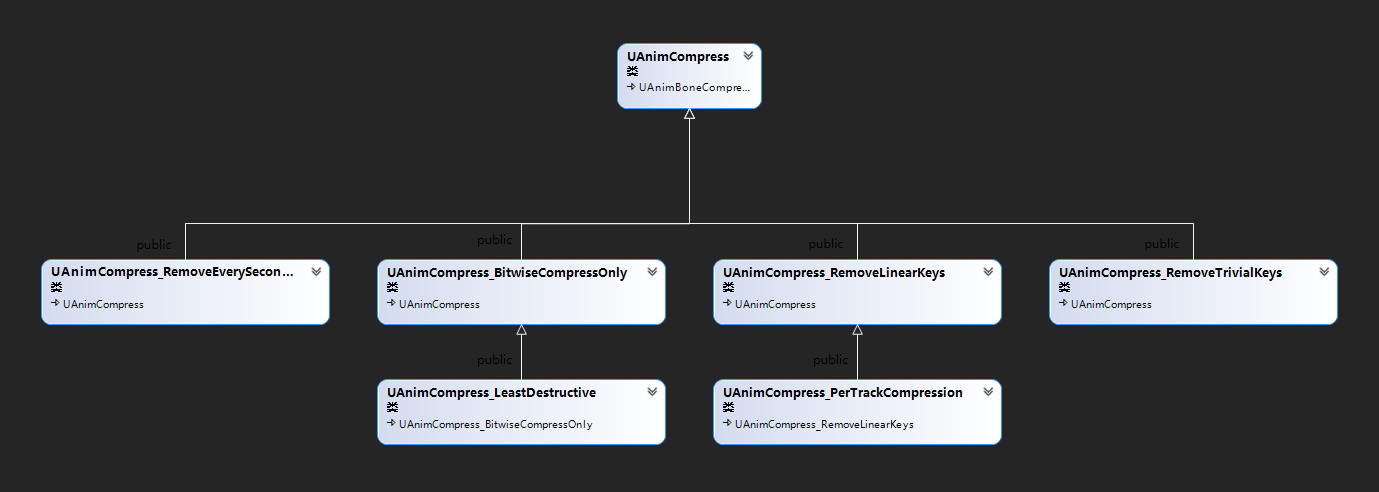 UAnimCompress
UAnimBoneCompre...
public
public
public
public
UAnimCompress_RemoveEverySecon...
UAnimCompress
UAnimCompress_BitwiseCompressOnly
UAnimCompress
UAnimCompress_RemoveLinearKeys
UAnimCompress
UAnimCompress_RemoveTrivialKeys
UAnimCompress
public
public
UAnimCompress_LeastDestructive
UAnimCompress_BitwiseCompressOnly
UAnimCompress_PerTrackCompression
UAnimCompress_RemoveLinearKeys